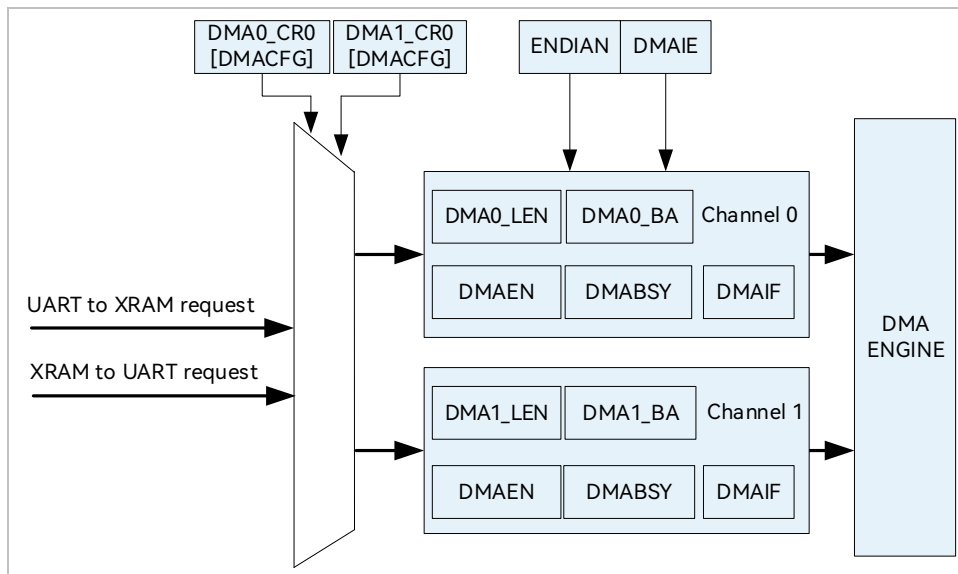 DMA0_CR0
[DMACFG]
DMA1_CR0
[DMACFG]
ENDIAN
DMAIE
DMA0_LEN
DMA0_BA
Channel 0
DMAEN
DMABSY
DMAIF
UART to XRAM request
XRAM to UART request
DMA1_LEN
DMA1_BA
Channel 1
DMAEN
DMABSY
DMAIF
DMA
ENGINE